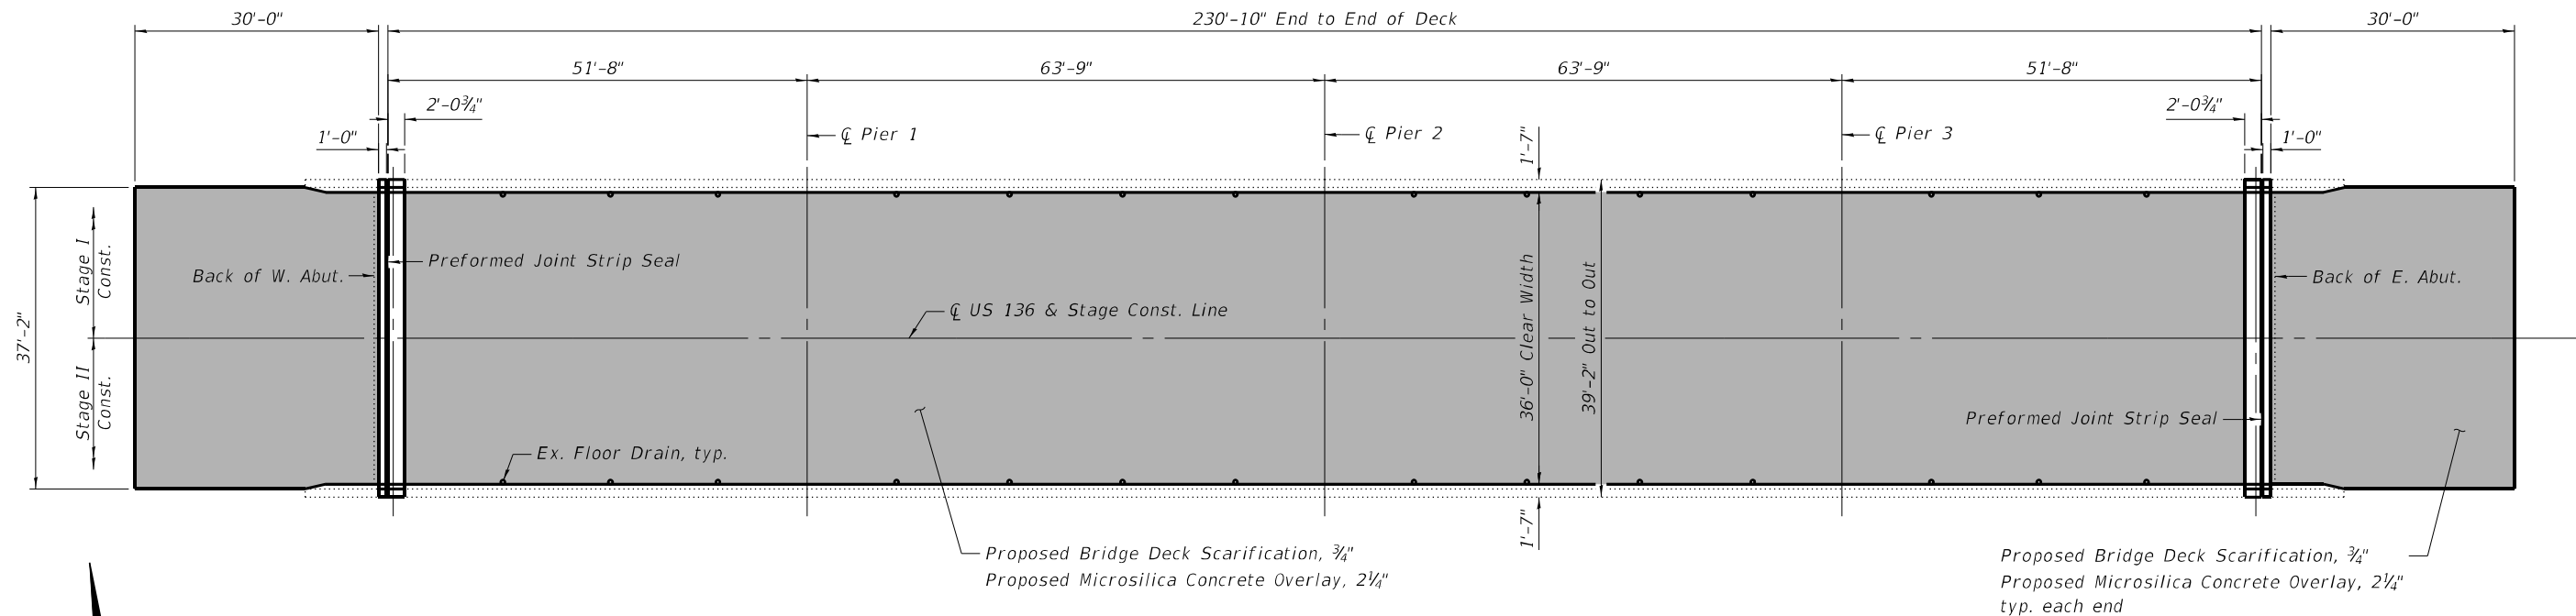 30'-0"
230'-10" End to End of Deck
30'-0"
51'-8"
63'-9"
63'-9"
51'-8"
2'-0¾"
2'-0¾"
1'-0"
℄ Pier 1
℄ Pier 2
1'-7"
℄ Pier 3
1'-0"
37'-2"
Stage I
Const.
Stage II
Const.
Back of W. Abut.
Preformed Joint Strip Seal
℄ US 136 & Stage Const. Line
36'-0" Clear Width
39'-2" Out to Out
Back of E. Abut.
Preformed Joint Strip Seal
Ex. Floor Drain, typ.
1'-7"
Proposed Bridge Deck Scarification, ¾"
Proposed Microsilica Concrete Overlay, 2¼"
Proposed Bridge Deck Scarification, ¾"
Proposed Microsilica Concrete Overlay, 2¼"
typ. each end